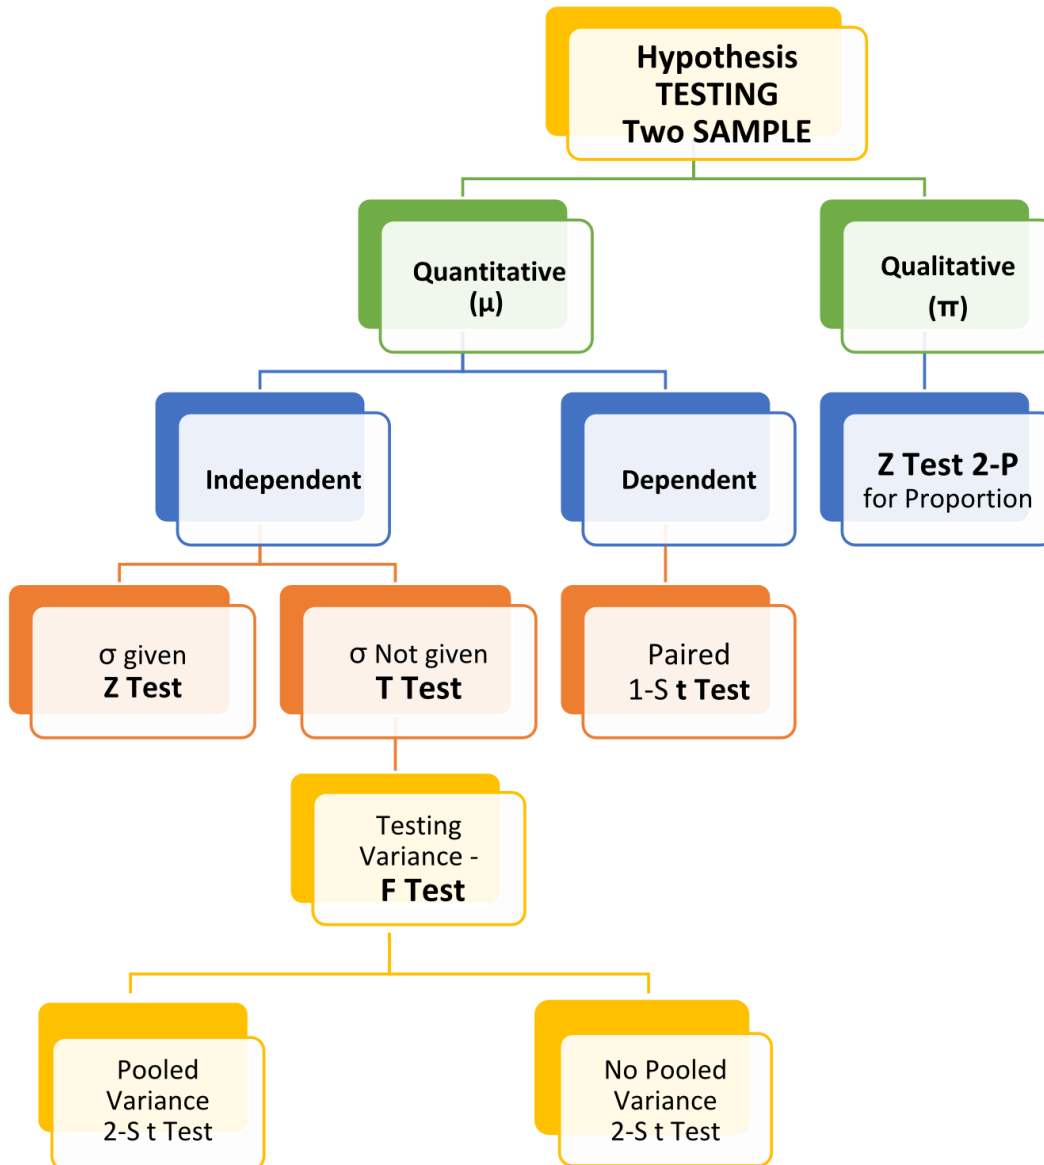 Hypothesis
TESTING
Two SAMPLE
Quantitative
(μ)
Qualitative
(π)
Independent
Dependent
Z Test 2-P
for Proportion
σ given
Z Test
σ Not given
T Test
Paired
1-S t Test
Testing
Variance -
F Test
Pooled
Variance
2-S t Test
No Pooled
Variance
2-S t Test